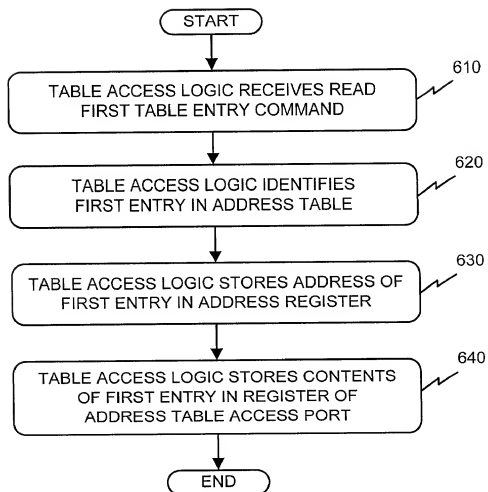 START
610
TABLE ACCESS LOGIC RECEIVES READ
FIRST TABLE ENTRY COMMAND
620
TABLE ACCESS LOGIC IDENTIFIES
FIRST ENTRY IN ADDRESS TABLE
630
TABLE ACCESS LOGIC STORES ADDRESS OF
FIRST ENTRY IN ADDRESS REGISTER
640
TABLE ACCESS LOGIC STORES CONTENTS
OF FIRST ENTRY IN REGISTER OF
ADDRESS TABLE ACCESS PORT
END